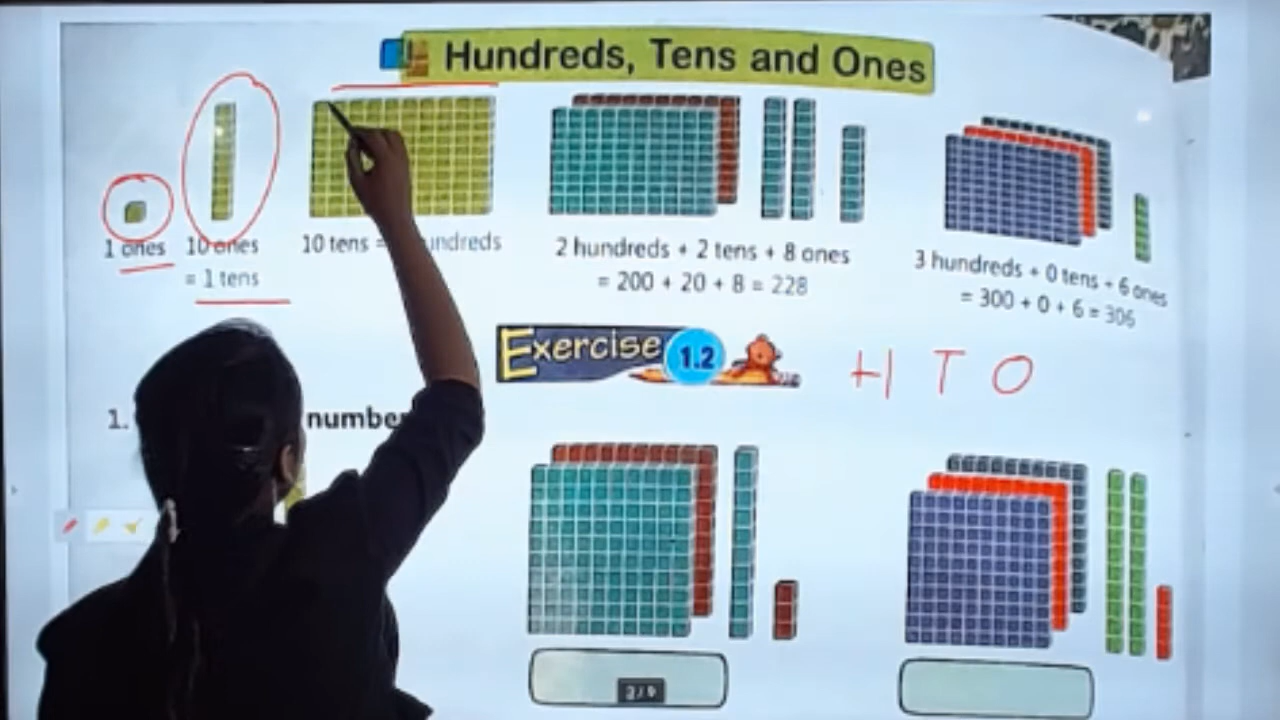 Hundreds, Tens and Ones
1 ones
10 ones
= 1 tens
10 tens = undreds
2 hundreds + 2 tens + 8 ones
= 200 + 20 + 8 = 228
3 hundreds + 0 tens + 6 ones
= 300 + 0 + 6 = 306
Exercise 1.2
H T O
1. number